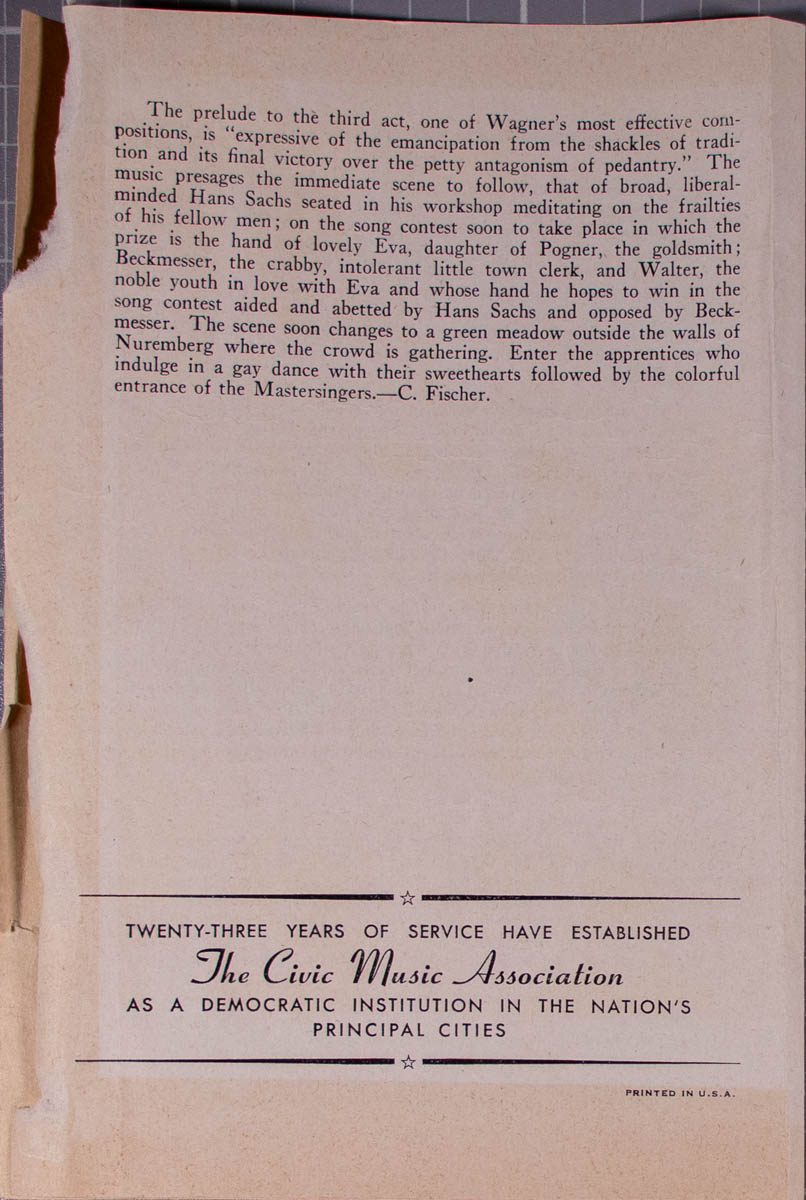 The prelude to the third act, one of Wagner's most effective com-
positions, is "expressive of the emancipation from the shackles of tradi-
tion and its final victory over the petty antagonism of pedantry." The
music presages the immediate scene to follow, that of broad, liberal-
minded Hans Sachs seated in his workshop meditating on the frailties
of his fellow men; on the song contest soon to take place in which the
prize is the hand of lovely Eva, daughter of Pogner, the goldsmith;
Beckmesser, the crabby, intolerant little town clerk, and Walter, the
noble youth in love with Eva and whose hand he hopes to win in the
song contest aided and abetted by Hans Sachs and opposed by Beck-
messer. The scene soon changes to a green meadow outside the walls of
Nuremberg where the crowd is gathering. Enter the apprentices who
indulge in a gay dance with their sweethearts followed by the colorful
entrance of the Mastersingers.—C. Fischer.
TWENTY-THREE YEARS OF SERVICE HAVE ESTABLISHED
The Civic Music Association
AS A DEMOCRATIC INSTITUTION IN THE NATION'S
PRINCIPAL CITIES
PRINTED IN U.S.A.